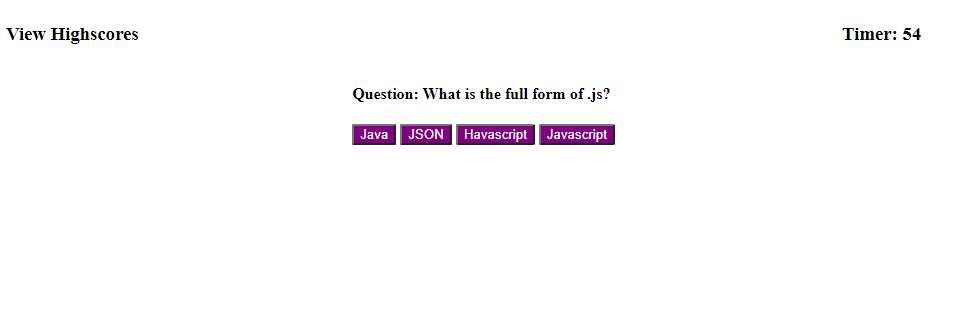 View Highscores Timer: 54
Question: What is the full form of .js?
Java JSON Havascript Javascript